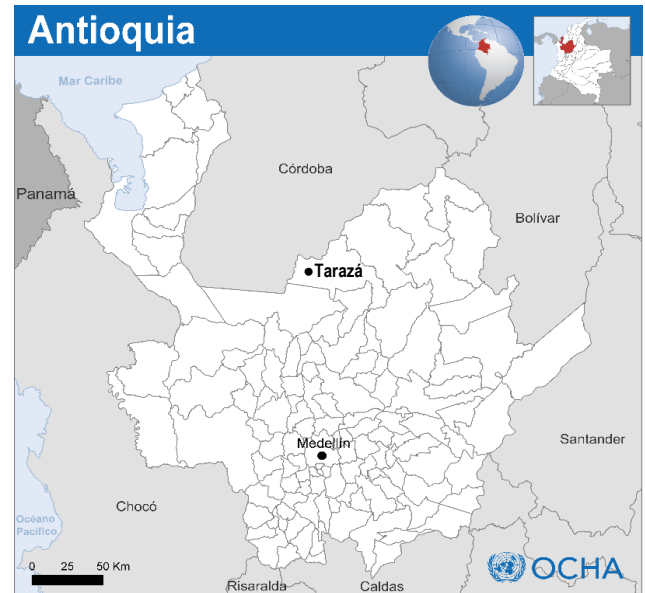 Antioquia
Mar Caribe
Panamá
Córdoba
Bolívar
Tarazá
Medellín
Santander
Chocó
Océano
Pacífico
0 25 50 Km
Risaralda
Caldas
OCHA